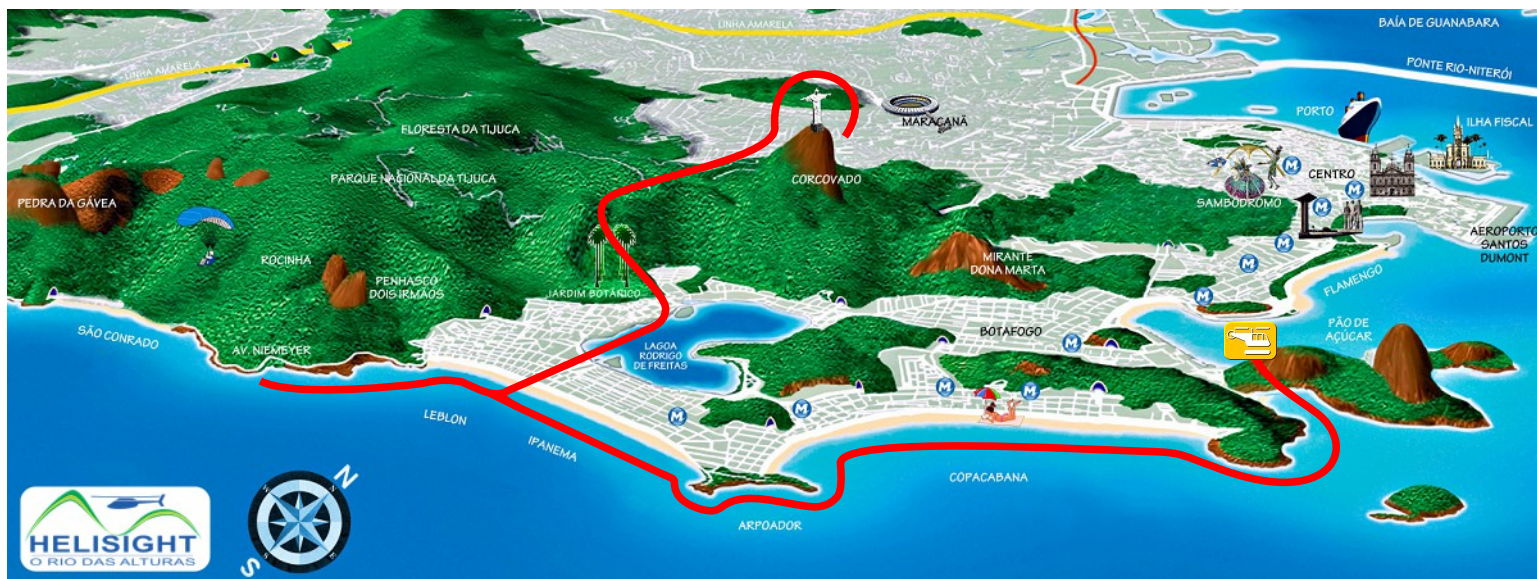 LINHA AMARELA
BAÍA DE GUANABARA
LINHA AMARELA
PONTE RIO-NITERÓI
PORTO
MARACANÃ
ILHA FISCAL
FLORESTA DA TIJUCA
PARQUE NACIONAL DA TIJUCA
CORCOVADO
M
CENTRO
M
PEDRA DA GÁVEA
SAMBÓDROMO
M
AEROPORTO
SANTOS
DUMONT
M
ROCINHA
MIRANTE
DONA MARTA
M
PENHASCO
DOIS IRMÃOS
JARDIM BOTÂNICO
M
FLAMENGO
SÃO CONRADO
BOTAFOGO
M
PÃO DE
AÇÚCAR
AV. NIEMEYER
LAGOA
RODRIGO
DE FREITAS
M
M
M
M
LEBLON
IPANEMA
COPACABANA
ARPOADOR
N
S
HELISIGHT
O RIO DAS ALTURAS